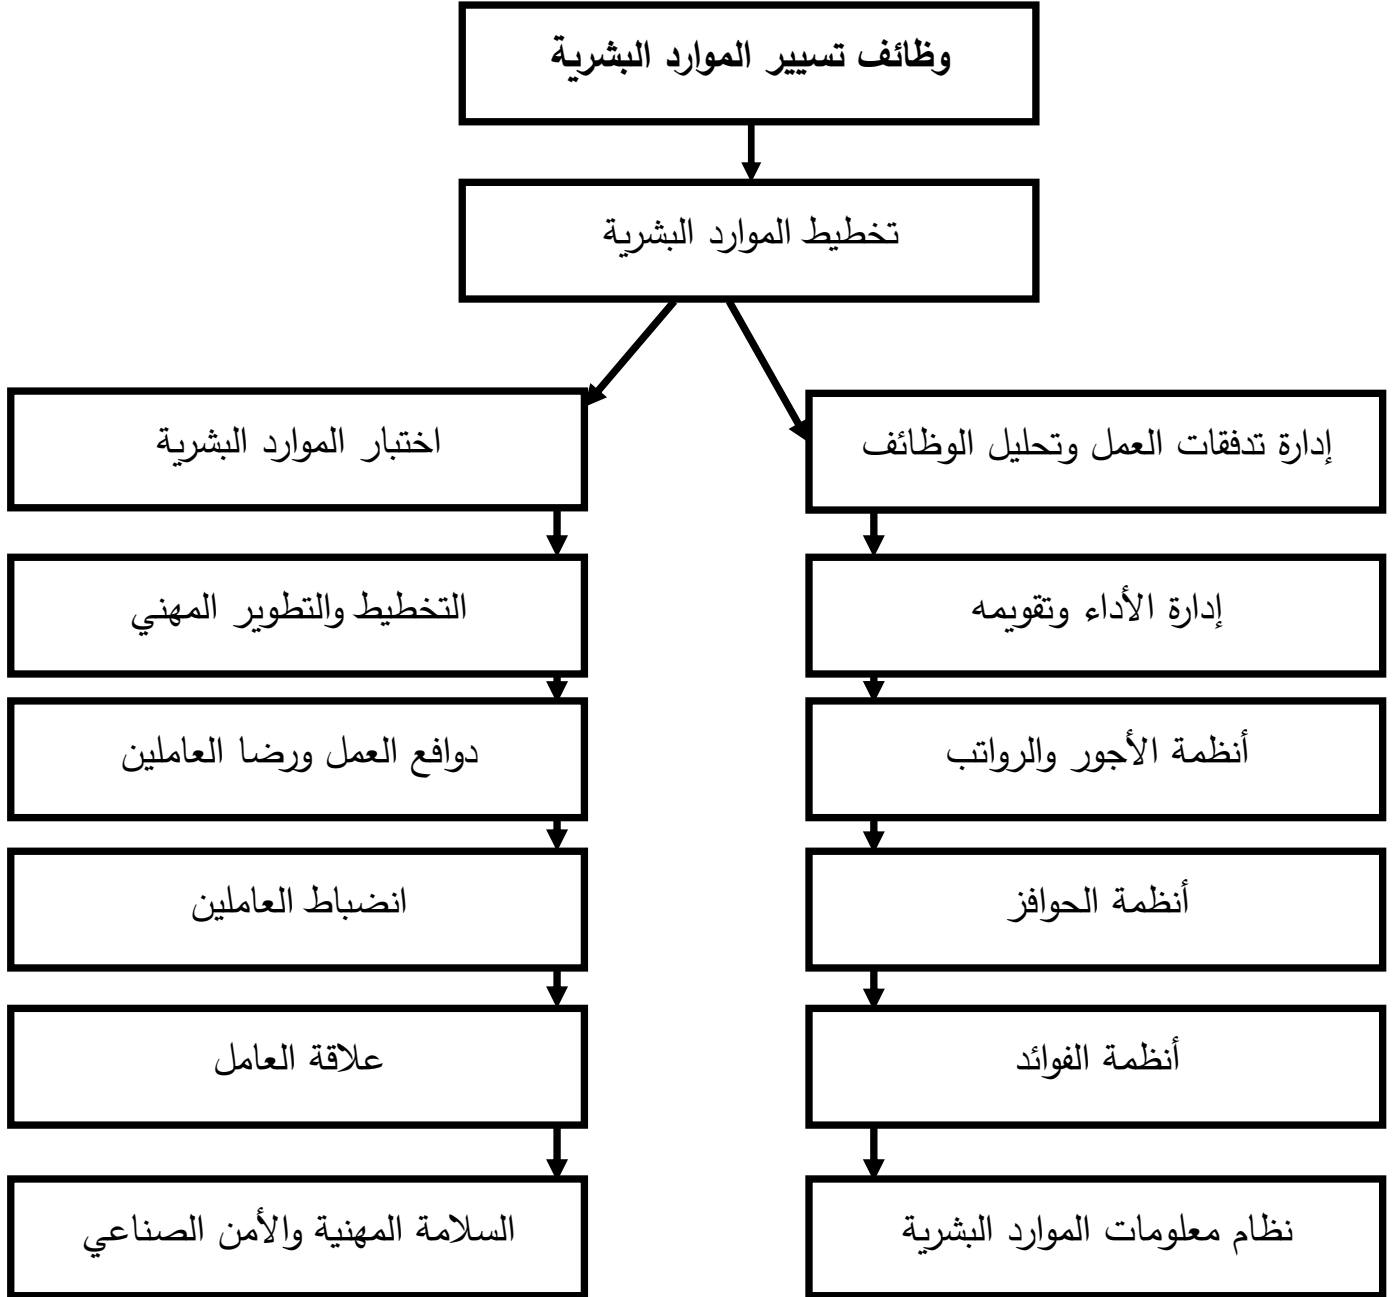 وظائف تسيير الموارد البشرية
تخطيط الموارد البشرية
إدارة تدفقات العمل وتحليل الوظائف
اختبار الموارد البشرية
إدارة الأداء وتقويمه
التخطيط والتطوير المهني
أنظمة الأجور والرواتب
دوافع العمل ورضا العاملين
أنظمة الحوافز
انضباط العاملين
أنظمة الفوائد
علاقة العامل
نظام معلومات الموارد البشرية
السلامة المهنية والأمن الصناعي